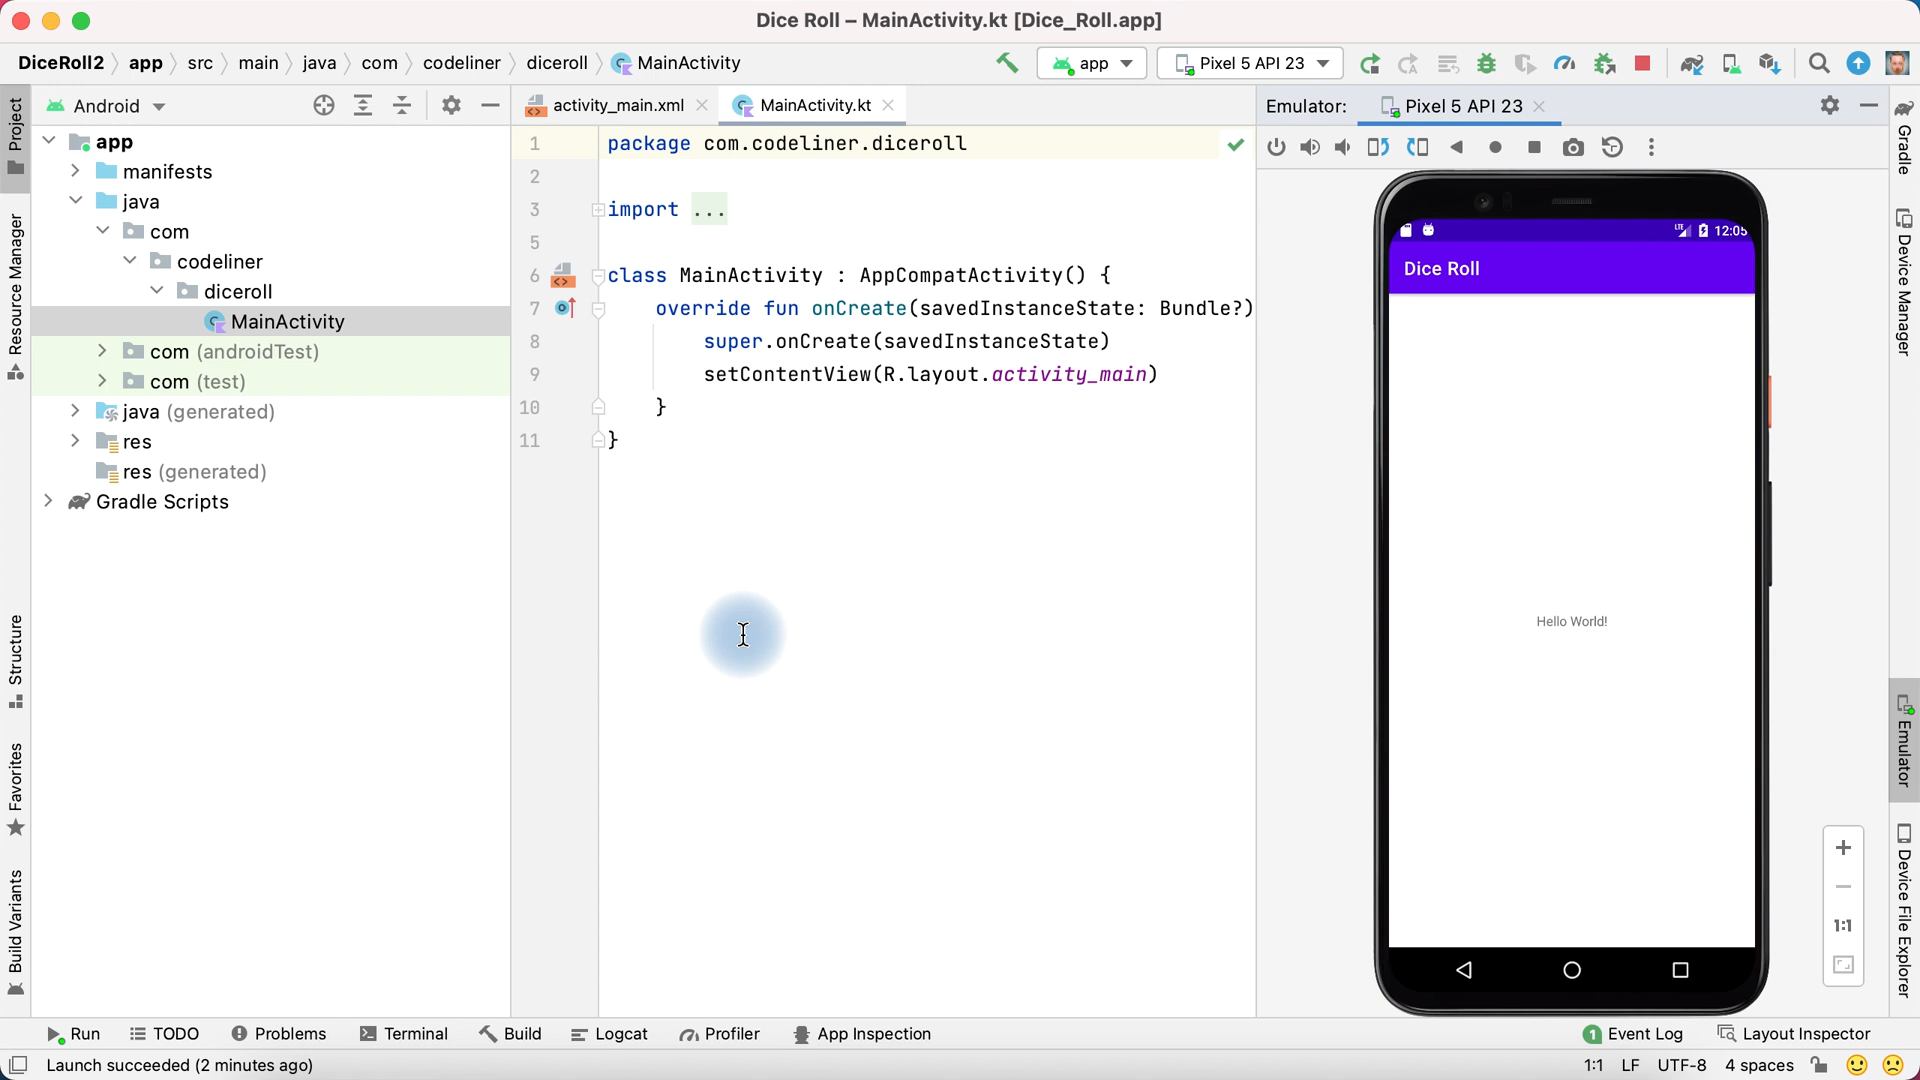 Dice Roll – MainActivity.kt [Dice_Roll.app]
DiceRoll2 app src main java com codeliner diceroll MainActivity
app
Pixel 5 API 23
Project
Resource Manager
Structure
Favorites
Build Variants
Android
app
manifests
java
com
codeliner
diceroll
MainActivity
com (androidTest)
com (test)
java (generated)
res
res (generated)
Gradle Scripts
activity_main.xml
MainActivity.kt
1 package com.codeliner.diceroll
2
3 import ...
5
6 class MainActivity : AppCompatActivity() {
7 override fun onCreate(savedInstanceState: Bundle?)
8 super.onCreate(savedInstanceState)
9 setContentView(R.layout.activity_main)
10 }
11 }
Emulator:
Pixel 5 API 23
LTE 12:05
Dice Roll
Hello World!
1:1
Gradle
Device Manager
Emulator
Device File Explorer
Run TODO Problems Terminal Build Logcat Profiler App Inspection
1 Event Log Layout Inspector
Launch succeeded (2 minutes ago)
1:1 LF UTF-8 4 spaces